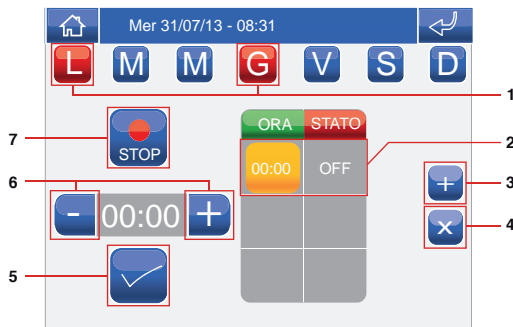 Mer 31/07/13 - 08:31
L M M G V S D
1
7 STOP
ORA STATO
2
00:00 OFF
6 - 00:00 +
+ 3
x 4
5